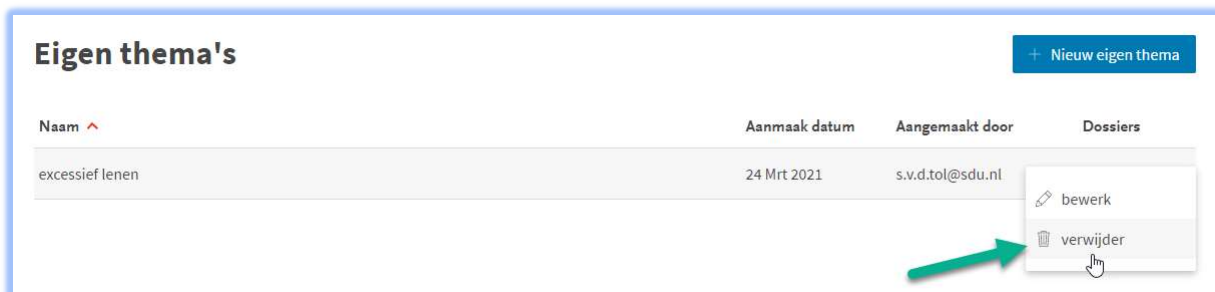 Eigen thema's
+ Nieuw eigen thema
Naam Aanmaak datum Aangemaakt door Dossiers
excessief lenen 24 Mrt 2021 s.v.d.tol@sdu.nl
bewerk
verwijder